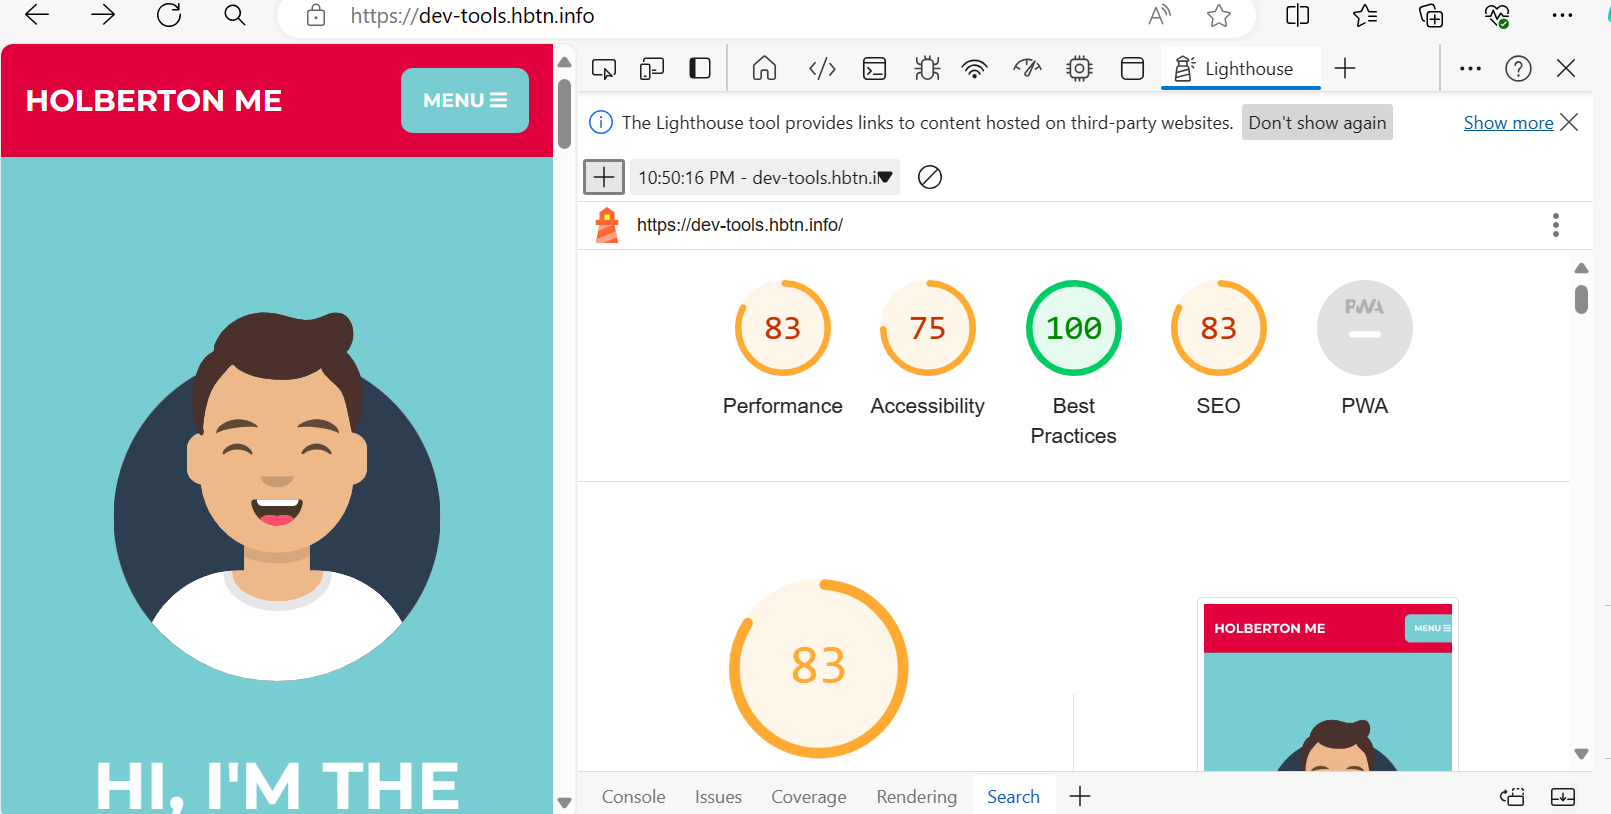 https://dev-tools.hbtn.info
HOLBERTON ME
MENU
HI, I'M THE
Lighthouse
The Lighthouse tool provides links to content hosted on third-party websites.
Don't show again
Show more
10:50:16 PM - dev-tools.hbtn.i
https://dev-tools.hbtn.info/
83
75
100
83
PWA
Performance
Accessibility
Best
Practices
SEO
PWA
83
HOLBERTON ME
MENU
Console
Issues
Coverage
Rendering
Search